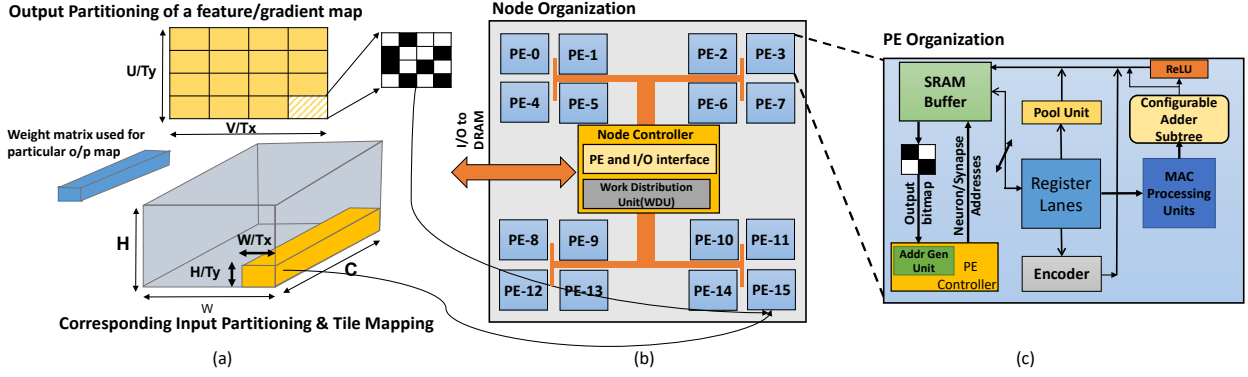 Output Partitioning of a feature/gradient map
U/Ty
V/Tx
Weight matrix used for
particular o/p map
H
W/Tx
H/Ty
C
W
Corresponding Input Partitioning & Tile Mapping
(a)
Node Organization
PE-0
PE-1
PE-2
PE-3
PE-4
PE-5
PE-6
PE-7
I/O to
DRAM
Node Controller
PE and I/O interface
Work Distribution
Unit(WDU)
PE-8
PE-9
PE-10
PE-11
PE-12
PE-13
PE-14
PE-15
(b)
PE Organization
SRAM
Buffer
ReLU
Pool Unit
Configurable
Adder
Subtree
Output
bitmap
Neuron/Synapse
Addresses
Register
Lanes
MAC
Processing
Units
Addr Gen
Unit
PE
Controller
Encoder
(c)